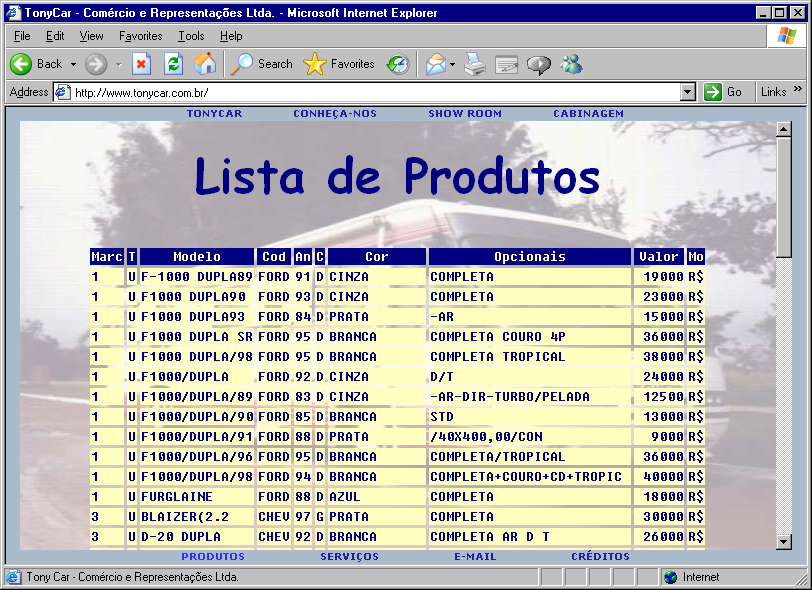 TonyCar - Comércio e Representações Ltda. - Microsoft Internet Explorer
File Edit View Favorites Tools Help
Back Search Favorites
Address http://www.tonycar.com.br/ Go Links »
TONYCAR CONHEÇA-NOS SHOW ROOM CABINAGEM
Lista de Produtos
Marc T Modelo Cod An C Cor Opcionais Valor Mo
1 U F-1000 DUPLA89 FORD 91 D CINZA COMPLETA 19000 R$
1 U F1000 DUPLA90 FORD 93 D CINZA COMPLETA 23000 R$
1 U F1000 DUPLA93 FORD 84 D PRATA -AR 15000 R$
1 U F1000 DUPLA SR FORD 95 D BRANCA COMPLETA COURO 4P 36000 R$
1 U F1000 DUPLA/98 FORD 95 D BRANCA COMPLETA TROPICAL 38000 R$
1 U F1000/DUPLA FORD 92 D CINZA D/T 24000 R$
1 U F1000/DUPLA/89 FORD 83 D CINZA -AR-DIR-TURBO/PELADA 12500 R$
1 U F1000/DUPLA/90 FORD 85 D BRANCA STD 13000 R$
1 U F1000/DUPLA/91 FORD 88 D PRATA /40X400,00/CON 9000 R$
1 U F1000/DUPLA/96 FORD 95 D BRANCA COMPLETA/TROPICAL 36000 R$
1 U F1000/DUPLA/98 FORD 94 D BRANCA COMPLETA+COURO+CD+TROPIC 40000 R$
1 U FURGLAINE FORD 88 D AZUL COMPLETA 18000 R$
3 U BLAIZER(2.2 CHEV 97 G PRATA COMPLETA 30000 R$
3 U D-20 DUPLA CHEV 92 D BRANCA COMPLETA AR D T 26000 R$
PRODUTOS SERVIÇOS E-MAIL CRÉDITOS
Tony Car - Comércio e Representações Ltda. Internet